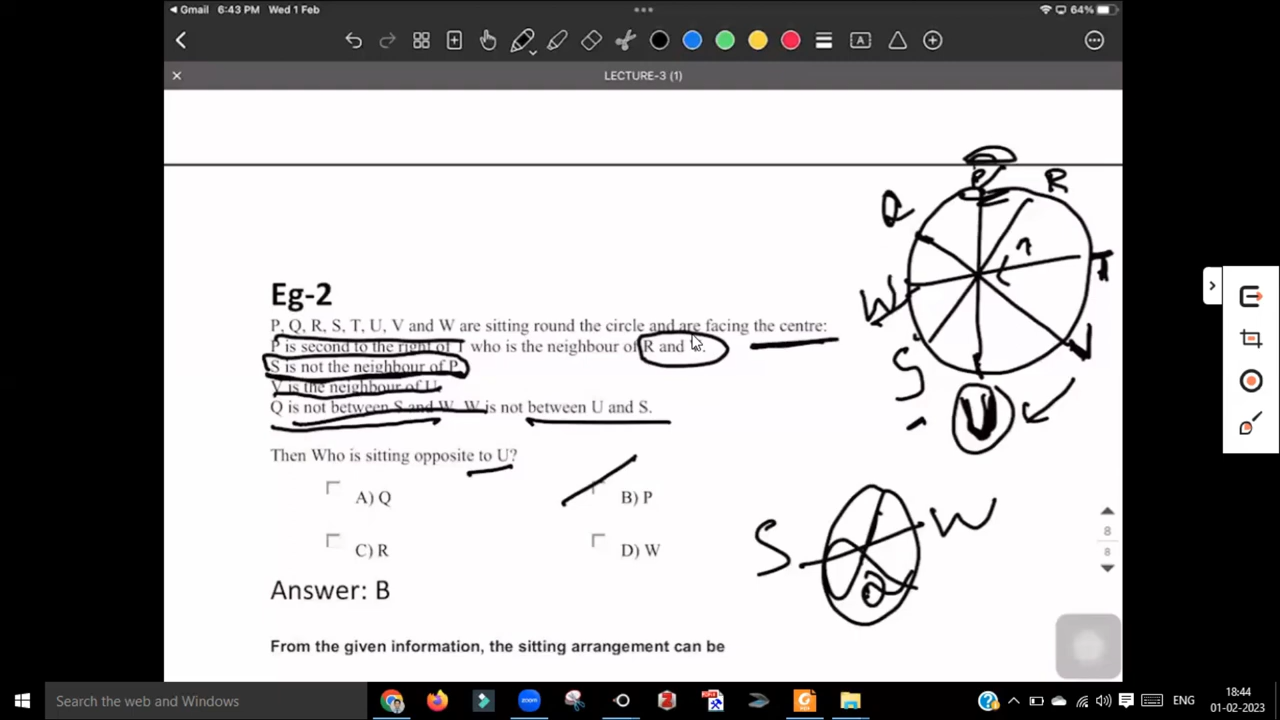 Gmail 6:43 PM Wed 1 Feb
64%
LECTURE-3 (1)
Eg-2
P, Q, R, S, T, U, V and W are sitting round the circle and are facing the centre:
P is second to the right of T who is the neighbour of R and
S is not the neighbour of P.
V is the neighbour of U.
Q is not between S and W. W is not between U and S.
Then Who is sitting opposite to U?
A) Q
B) P
C) R
D) W
Answer: B
From the given information, the sitting arrangement can be
P
R
Q
T
W
V
S
U
S
W
Q
8
8
Search the web and Windows
ENG
18:44
01-02-2023